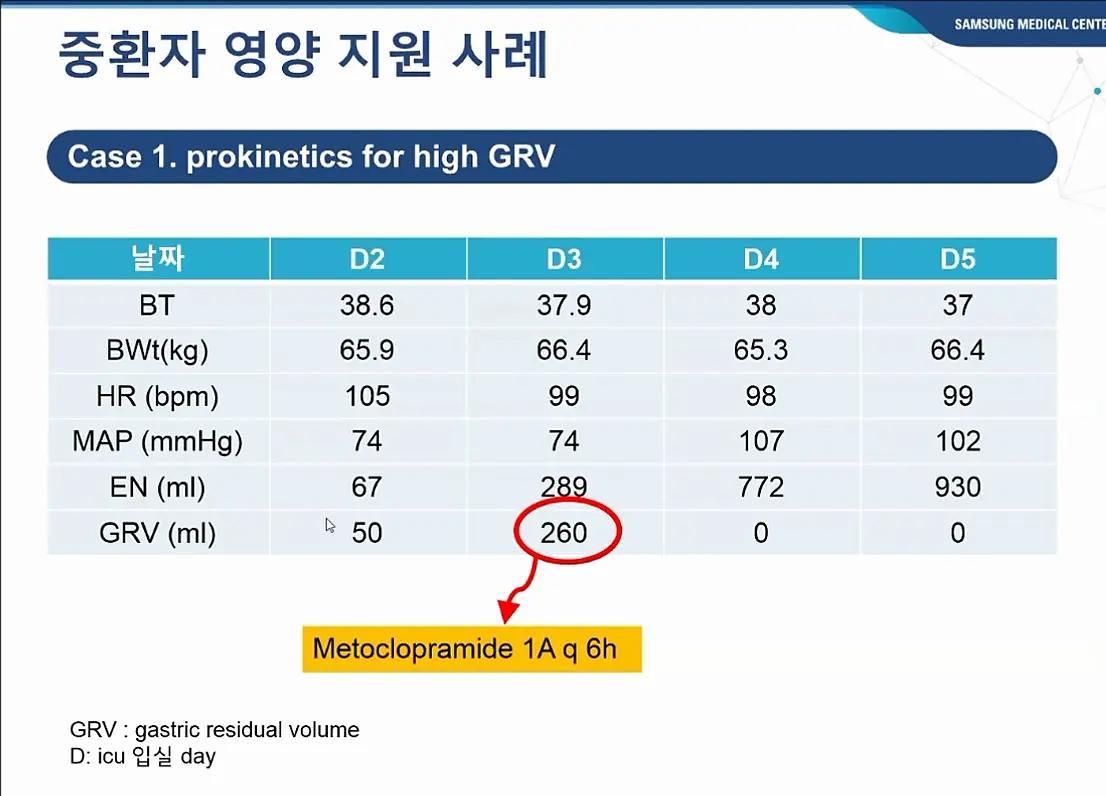 SAMSUNG MEDICAL CENTE
중환자 영양 지원 사례
Case 1. prokinetics for high GRV
날짜 D2 D3 D4 D5
BT 38.6 37.9 38 37
BWt(kg) 65.9 66.4 65.3 66.4
HR (bpm) 105 99 98 99
MAP (mmHg) 74 74 107 102
EN (ml) 67 289 772 930
GRV (ml) 50 260 0 0
Metoclopramide 1A q 6h
GRV : gastric residual volume
D: icu 입실 day